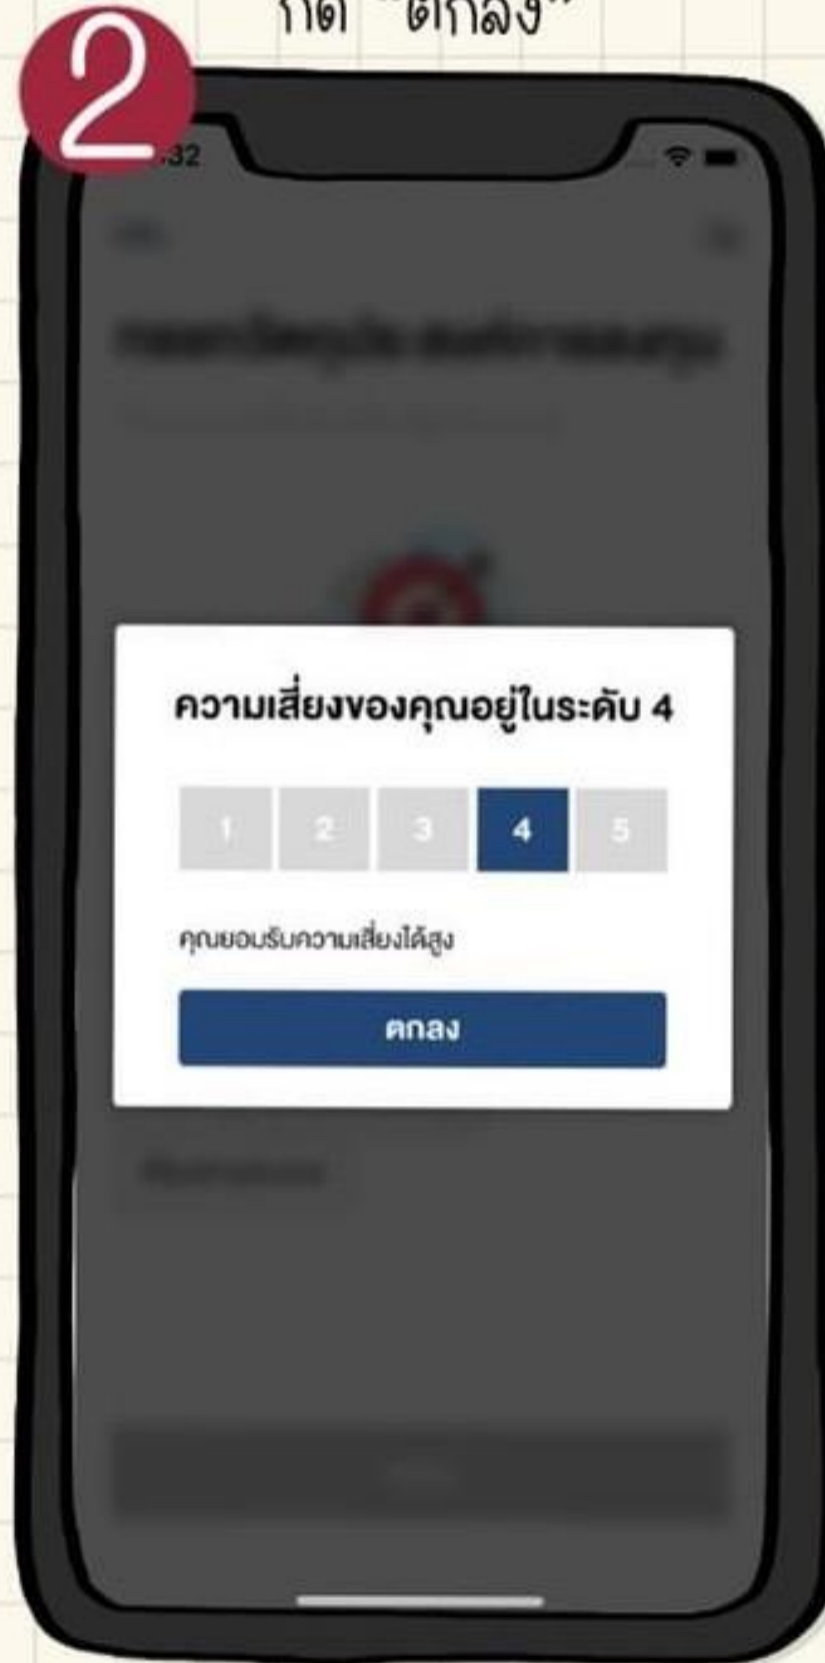 กด "ตกลง"
2
32
ความเสี่ยงของคุณอยู่ในระดับ 4
1 2 3 4 5
คุณยอมรับความเสี่ยงได้สูง
ตกลง